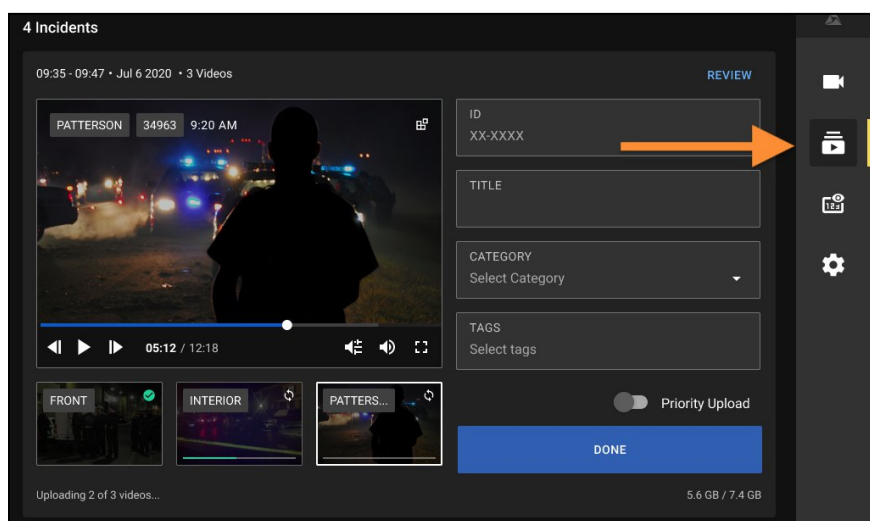 4 Incidents
09:35 - 09:47 • Jul 6 2020 • 3 Videos
REVIEW
PATTERSON 34963 9:20 AM
ID
XX-XXXX
TITLE
CATEGORY
Select Category
TAGS
Select tags
05:12 / 12:18
FRONT
INTERIOR
PATTERS...
Priority Upload
DONE
Uploading 2 of 3 videos...
5.6 GB / 7.4 GB